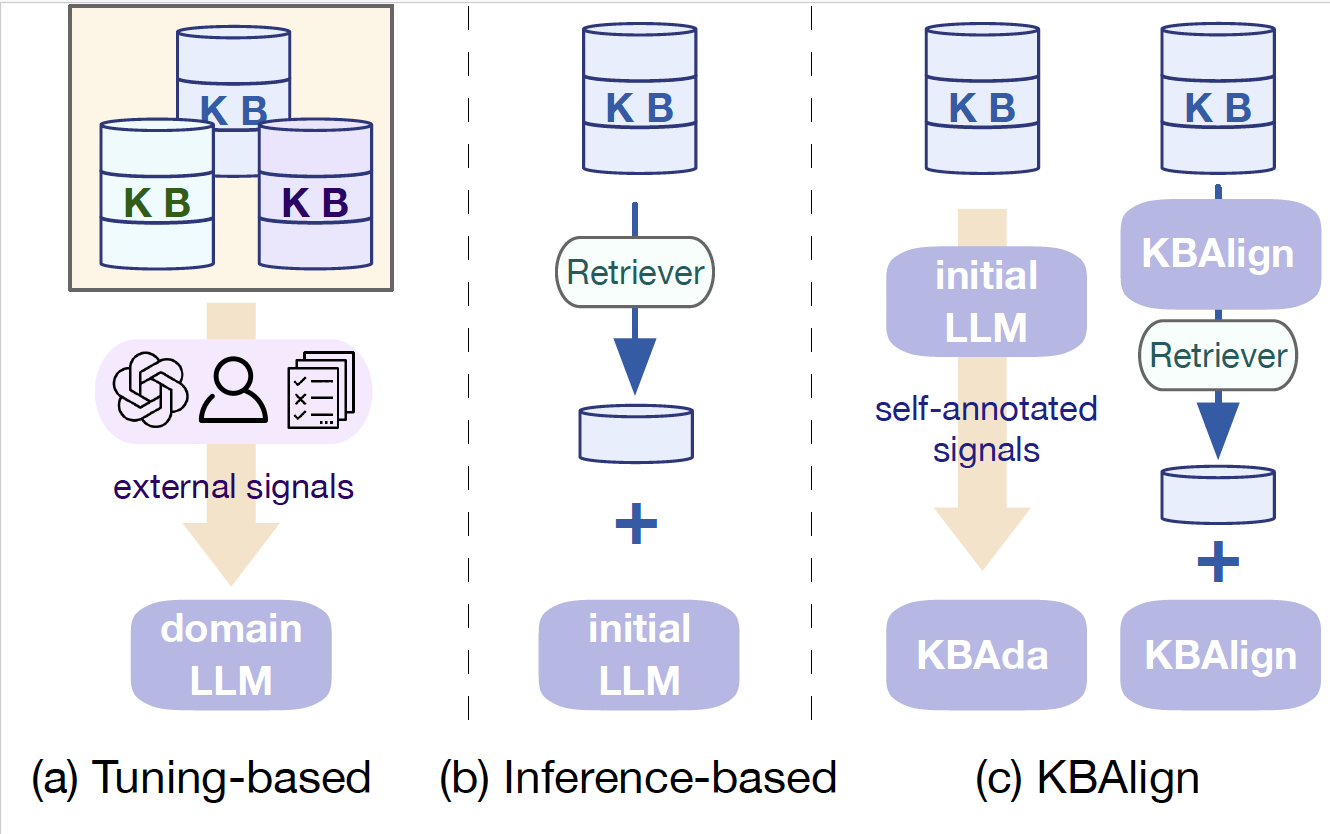 K B
K B
K B
external signals
domain
LLM
(a) Tuning-based
K B
Retriever
+
initial
LLM
(b) Inference-based
K B
initial
LLM
self-annotated
signals
KBAda
K B
KBAlign
Retriever
+
KBAlign
(c) KBAlign